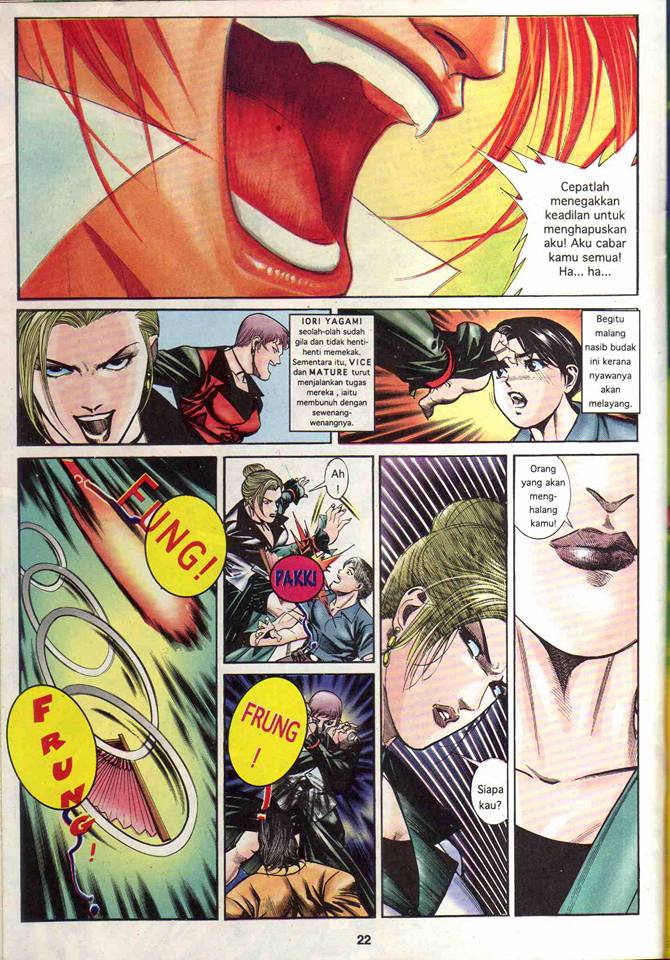 Cepatlah
menegakkan
keadilan untuk
menghapuskan
aku! Aku cabar
kamu semua!
Ha... ha...
IORI YAGAMI
seolah-olah sudah
gila dan tidak henti-
henti memekak.
Sementara itu, VICE
dan MATURE turut
menjalankan tugas
mereka , iaitu
membunuh dengan
sewenang-
wenangnya.
Begitu
malang
nasib budak
ini kerana
nyawanya
akan
melayang.
FUNG!
FRUNG!
Ah
!
PAKK!
FRUNG
!
Siapa
kau?
Orang
yang akan
meng-
halang
kamu!
22